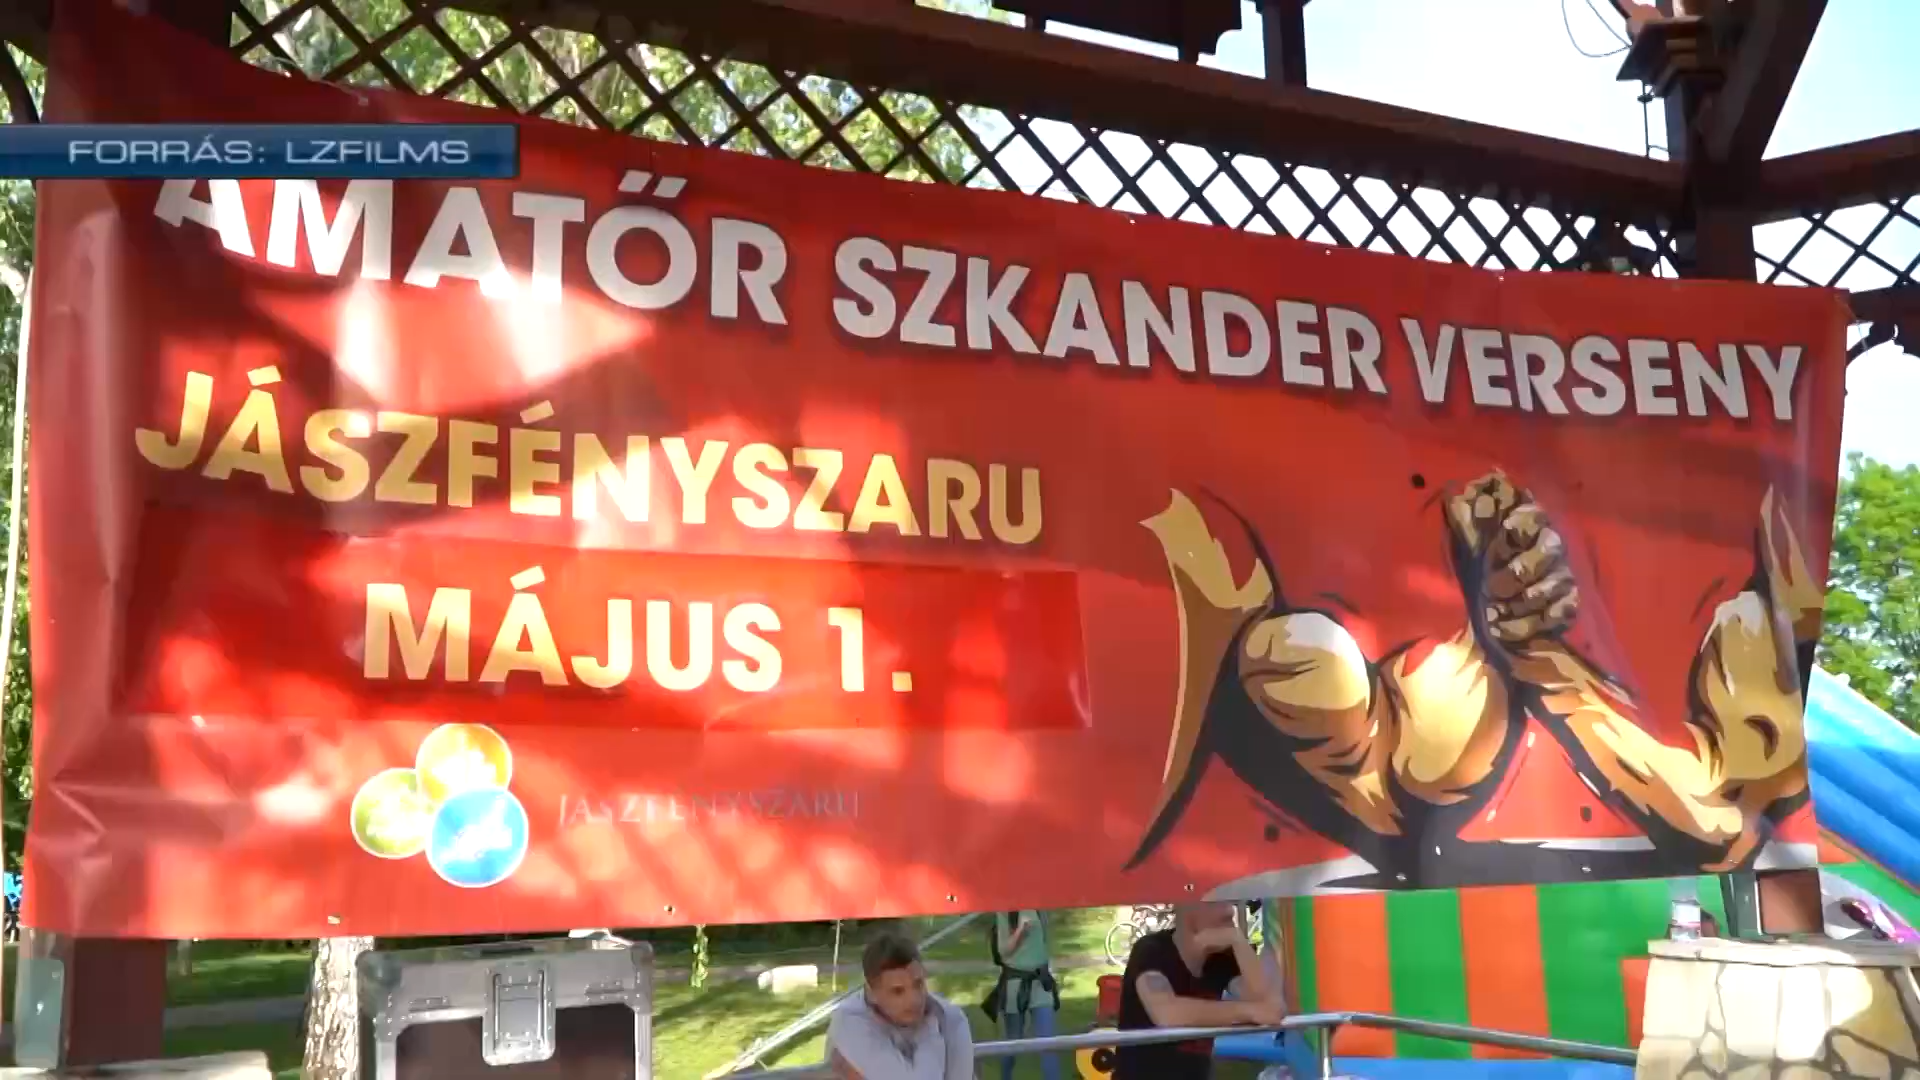 FORRÁS: LZFILMS
AMATŐR SZKANDER VERSENY
JÁSZFÉNYSZARU
MÁJUS 1.
JÁSZFÉNYSZARU